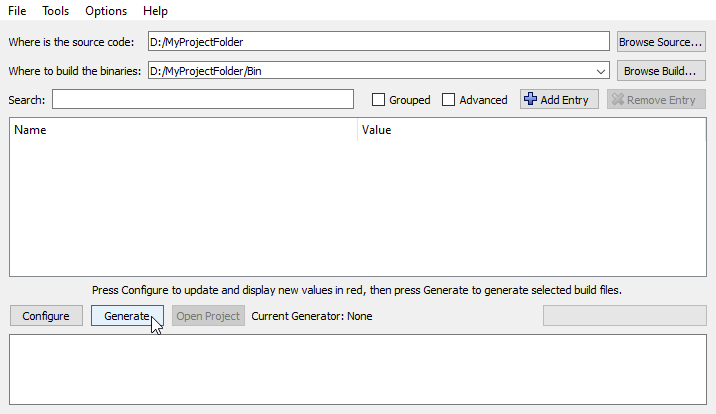 File Tools Options Help
Where is the source code: D:/MyProjectFolder Browse Source...
Where to build the binaries: D:/MyProjectFolder/Bin Browse Build...
Search: Grouped Advanced Add Entry Remove Entry
Name Value
Press Configure to update and display new values in red, then press Generate to generate selected build files.
Configure Generate Open Project Current Generator: None